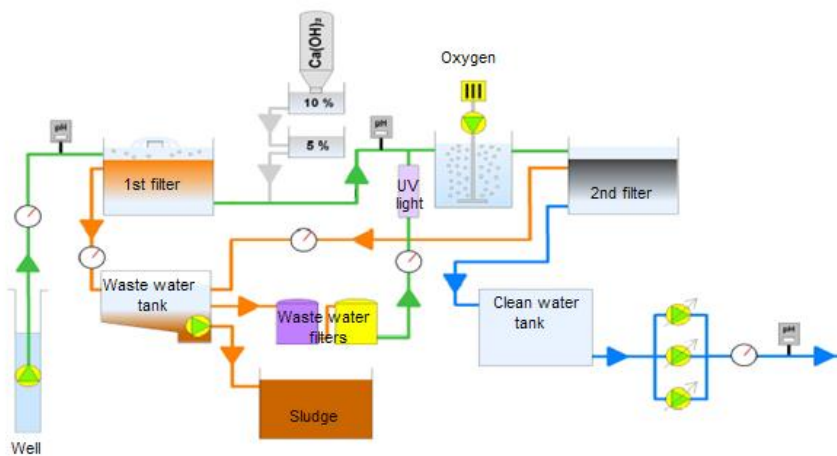 Ca(OH)₂
Oxygen
10 %
pH
pH
5 %
1st filter
UV
light
2nd filter
Waste water
tank
Waste water
filters
Clean water
tank
pH
Sludge
Well